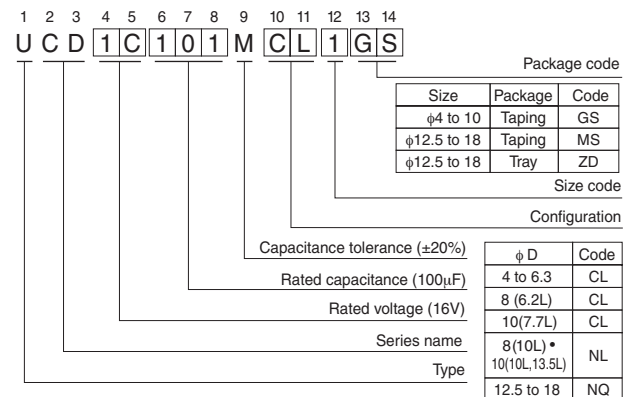 1 2 3 4 5 6 7 8 9 10 11 12 13 14
U C D 1 C 1 0 1 M C L 1 G S
Package code
Size Package Code
φ4 to 10 Taping GS
φ12.5 to 18 Taping MS
φ12.5 to 18 Tray ZD
Size code
Configuration
Capacitance tolerance (±20%)
Rated capacitance (100μF)
Rated voltage (16V)
Series name
Type
φ D Code
4 to 6.3 CL
8 (6.2L) CL
10(7.7L) CL
8(10L) •
10(10L,13.5L) NL
12.5 to 18 NQ